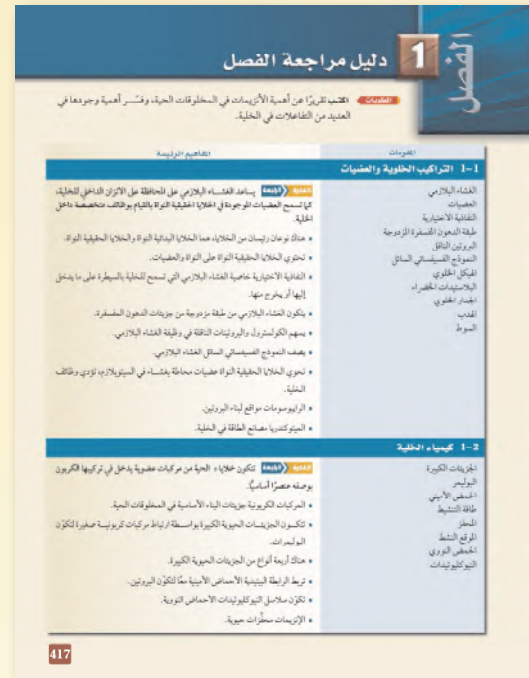 الفصل
1
دليل مراجعة الفصل
المطويات اكتب تقريرًا عن أهمية الأنزيمات في المخلوقات الحية، وفسّر أهمية وجودها في
العديد من التفاعلات في الخلية.
المفردات
المفاهيم الرئيسة
1-1 التراكيب الخلوية والعضيات
الغشاء البلازمي
العضيات
النفاذية الاختيارية
طبقة الدهون المفسفرة المزدوجة
البروتين الناقل
النموذج الفسيفسائي السائل
الهيكل الخلوي
البلاستيدات الخضراء
الجدار الخلوي
الهدب
السوط
الفكرة الرئيسة يساعد الغشاء البلازمي على المحافظة على الاتزان الداخلي للخلية،
كما تسمح العضيات الموجودة في الخلايا الحقيقية النواة بالقيام بوظائف متخصصة داخل
الخلية.
• هناك نوعان رئيسان من الخلايا، هما الخلايا البدائية النواة والخلايا الحقيقية النواة.
• تحتوي الخلايا الحقيقية النواة على النواة والعضيات.
• النفاذية الاختيارية خاصية الغشاء البلازمي التي تسمح للخلية بالسيطرة على ما يدخل
إليها أو يخرج منها.
• يتكون الغشاء البلازمي من طبقة مزدوجة من جزيئات الدهون المفسفرة.
• يسهم الكولسترول والبروتينات الناقلة في وظيفة الغشاء البلازمي.
• يصف النموذج الفسيفسائي السائل الغشاء البلازمي.
• تحوي الخلايا الحقيقية النواة عضيات محاطة بغشاء في السيتوبلازم، تؤدي وظائف
الخلية.
• الرايبوسومات مواقع لبناء البروتين.
• الميتوكندريا مصانع الطاقة في الخلية.
1-2 كيمياء الخلية
الجزيئات الكبيرة
البوليمر
الحمض الأميني
طاقة التنشيط
المحفز
الموقع النشط
الحمض النووي
النيوكليوتيدات
الفكرة الرئيسة تتكون خلايا الحية من مركبات عضوية يدخل في تركيبها الكربون
بوصفه عنصرًا أساسيًا.
• المركبات الكربونية جزيئات البناء الأساسية في المخلوقات الحية.
• تتكون الجزيئات الحيوية الكبيرة بواسطة ارتباط مركبات كربونية صغيرة لتكوّن
البوليمرات.
• هناك أربعة أنواع من الجزيئات الحيوية الكبيرة.
• تربط الرابطة الببتيدية الأحماض الأمينية معًا لتكوّن البروتين.
• تكوّن سلاسل النيوكليوتيدات الأحماض النووية.
• الإنزيمات محفّزات حيوية.
417